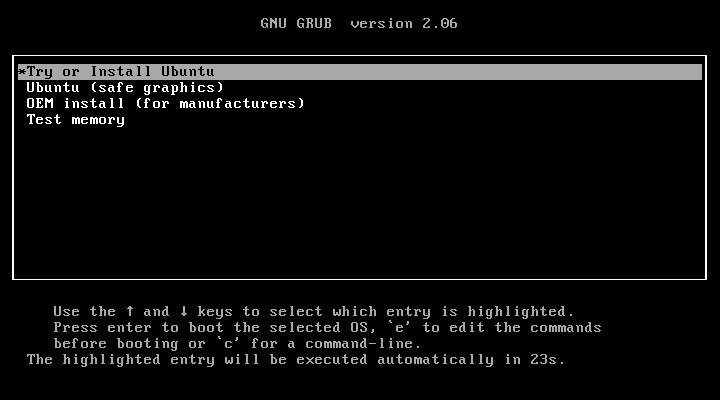 GNU GRUB  version 2.06
*Try or Install Ubuntu
Ubuntu (safe graphics)
OEM install (for manufacturers)
Test memory
Use the ↑ and ↓ keys to select which entry is highlighted.
Press enter to boot the selected OS, `e' to edit the commands
before booting or `c' for a command-line.
The highlighted entry will be executed automatically in 23s.